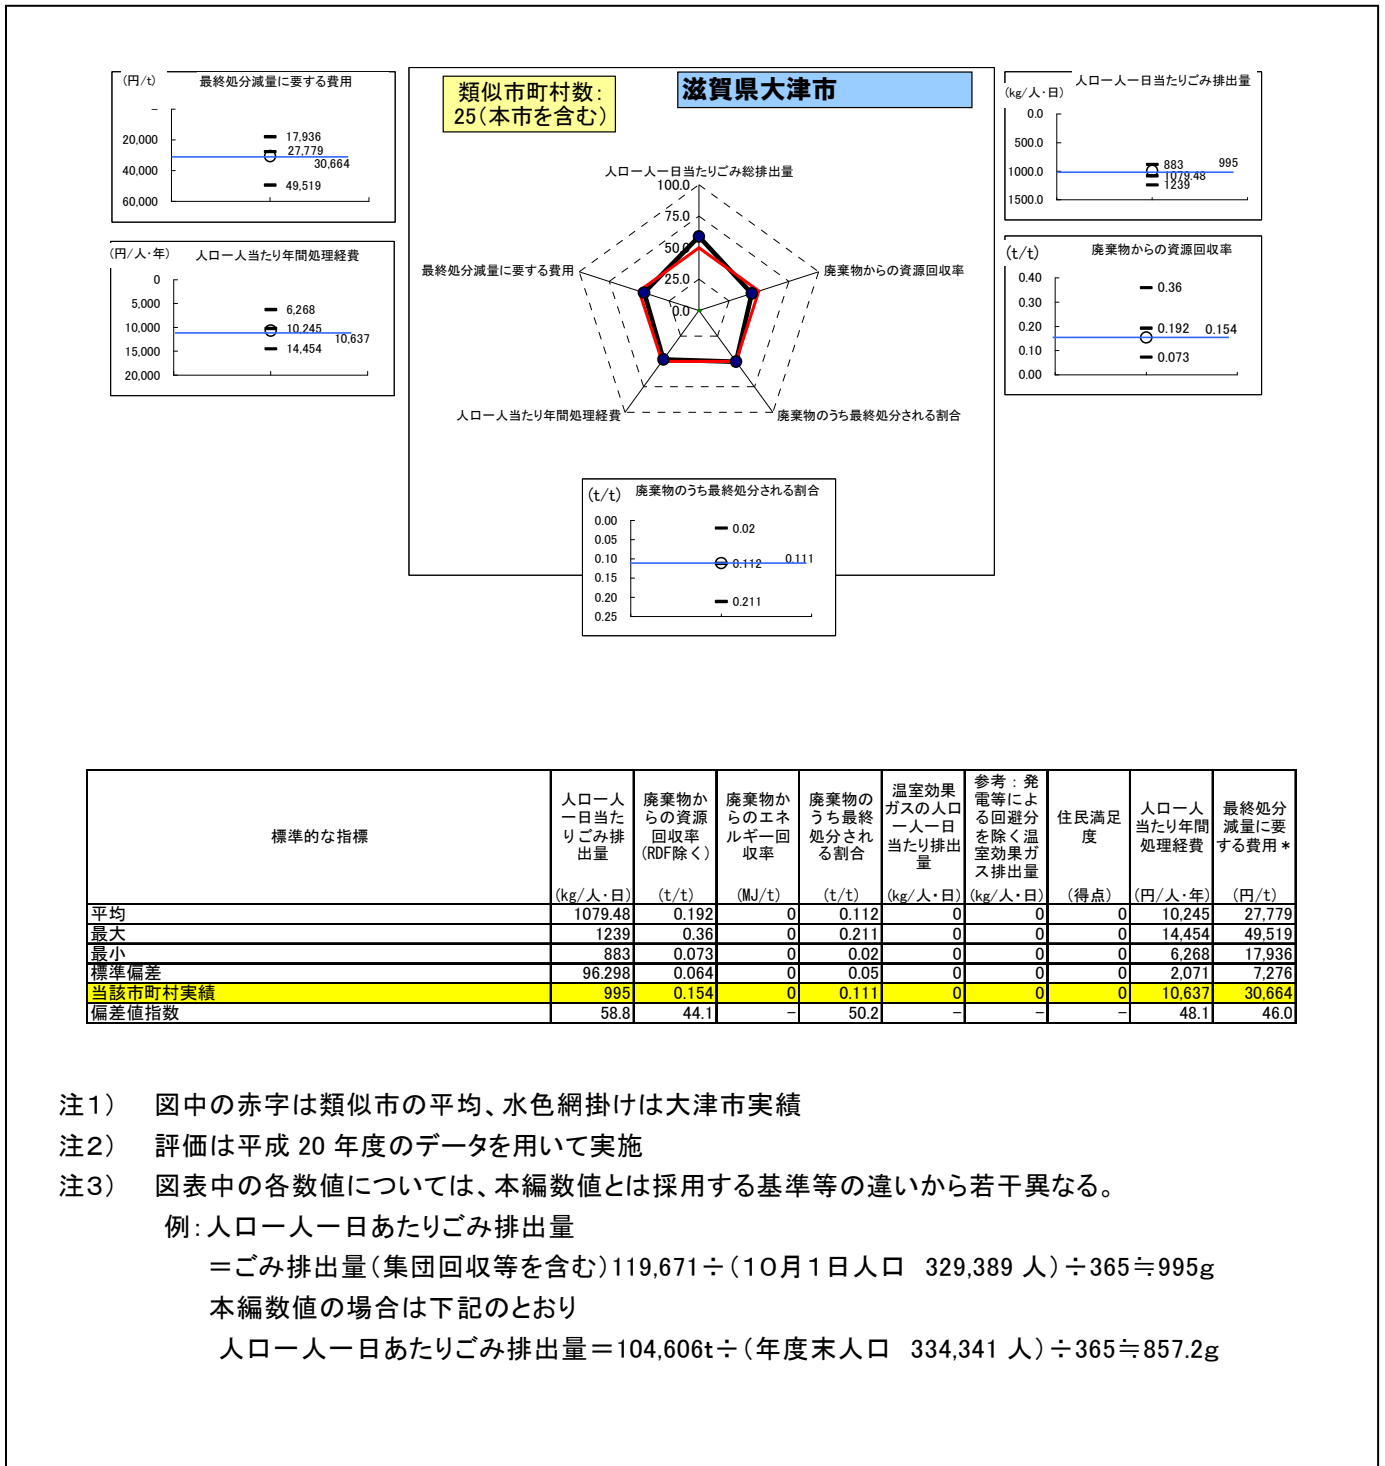 (円/t) 最終処分減量に要する費用
–
20,000
40,000
60,000
17,936
27,779
30,664
49,519
(円/人・年) 人口一人当たり年間処理経費
0
5,000
10,000
15,000
20,000
6,268
10,245
10,637
14,454
類似市町村数:
25(本市を含む)
滋賀県大津市
人口一人一日当たりごみ総排出量
100.0
75.0
50.0
25.0
0.0
最終処分減量に要する費用
廃棄物からの資源回収率
人口一人当たり年間処理経費
廃棄物のうち最終処分される割合
人口一人一日当たりごみ排出量
(kg/人・日)
0.0
500.0
1000.0
1500.0
883
995
1079.48
1239
(t/t) 廃棄物からの資源回収率
0.40
0.30
0.20
0.10
0.00
0.36
0.192
0.154
0.073
(t/t) 廃棄物のうち最終処分される割合
0.00
0.05
0.10
0.15
0.20
0.25
0.02
0.112
0.111
0.211
標準的な指標
人口一人一日当たりごみ排出量 (kg/人・日)
廃棄物からの資源回収率(RDF除く) (t/t)
廃棄物からのエネルギー回収率 (MJ/t)
廃棄物のうち最終処分される割合 (t/t)
温室効果ガスの人口一人一日当たり排出量 (kg/人・日)
参考:発電等による回避分を除く温室効果ガス排出量 (kg/人・日)
住民満足度 (得点)
人口一人当たり年間処理経費 (円/人・年)
最終処分減量に要する費用* (円/t)
平均 1079.48 0.192 0 0.112 0 0 0 10,245 27,779
最大 1239 0.36 0 0.211 0 0 0 14,454 49,519
最小 883 0.073 0 0.02 0 0 0 6,268 17,936
標準偏差 96.298 0.064 0 0.05 0 0 0 2,071 7,276
当該市町村実績 995 0.154 0 0.111 0 0 0 10,637 30,664
偏差値指数 58.8 44.1 – 50.2 – – – 48.1 46.0
注1) 図中の赤字は類似市の平均、水色網掛けは大津市実績
注2) 評価は平成 20 年度のデータを用いて実施
注3) 図表中の各数値については、本編数値とは採用する基準等の違いから若干異なる。
例:人口一人一日あたりごみ排出量
＝ごみ排出量(集団回収等を含む)119,671÷(10月1日人口 329,389 人)÷365≒995g
本編数値の場合は下記のとおり
人口一人一日あたりごみ排出量＝104,606t÷(年度末人口 334,341 人)÷365≒857.2g